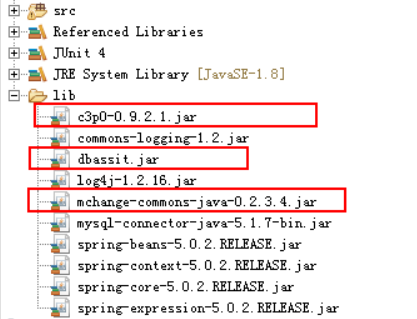 src
Referenced Libraries
JUnit 4
JRE System Library [JavaSE-1.8]
lib
c3p0-0.9.2.1.jar
commons-logging-1.2.jar
dbassit.jar
log4j-1.2.16.jar
mchange-commons-java-0.2.3.4.jar
mysql-connector-java-5.1.7-bin.jar
spring-beans-5.0.2.RELEASE.jar
spring-context-5.0.2.RELEASE.jar
spring-core-5.0.2.RELEASE.jar
spring-expression-5.0.2.RELEASE.jar